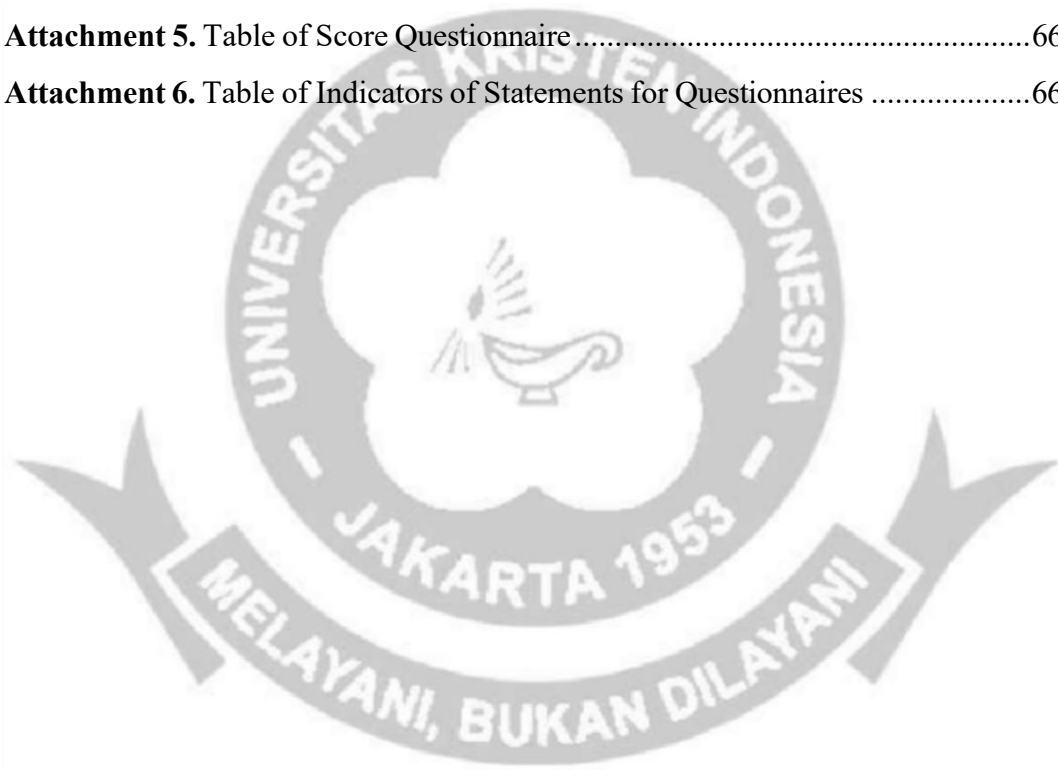 Attachment 5. Table of Score Questionnaire.................................................................66
Attachment 6. Table of Indicators of Statements for Questionnaires ...................66
UNIVERSITAS KRISTEN INDONESIA
- JAKARTA 1953 -
MELAYANI, BUKAN DILAYANI